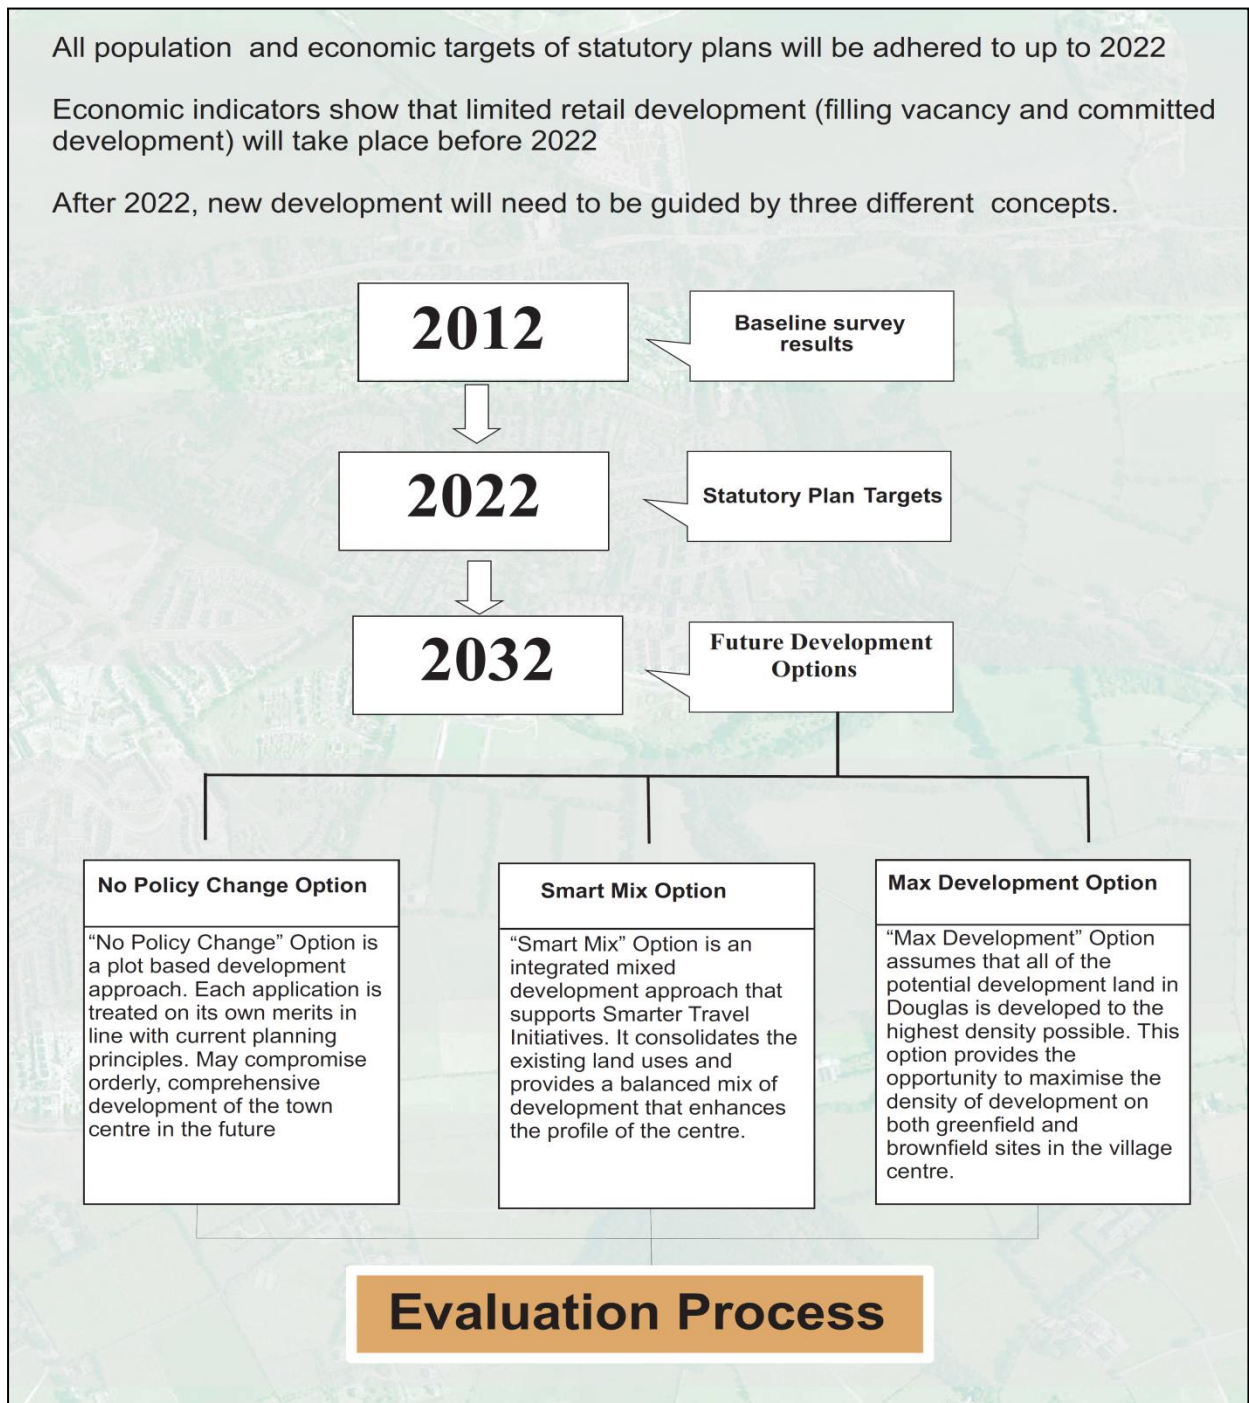 All population and economic targets of statutory plans will be adhered to up to 2022
Economic indicators show that limited retail development (filling vacancy and committed
development) will take place before 2022
After 2022, new development will need to be guided by three different concepts.
2012
Baseline survey
results
2022
Statutory Plan Targets
2032
Future Development
Options
No Policy Change Option
“No Policy Change” Option is
a plot based development
approach. Each application is
treated on its own merits in
line with current planning
principles. May compromise
orderly, comprehensive
development of the town
centre in the future
Smart Mix Option
“Smart Mix” Option is an
integrated mixed
development approach that
supports Smarter Travel
Initiatives. It consolidates the
existing land uses and
provides a balanced mix of
development that enhances
the profile of the centre.
Max Development Option
“Max Development” Option
assumes that all of the
potential development land in
Douglas is developed to the
highest density possible. This
option provides the
opportunity to maximise the
density of development on
both greenfield and
brownfield sites in the village
centre.
Evaluation Process